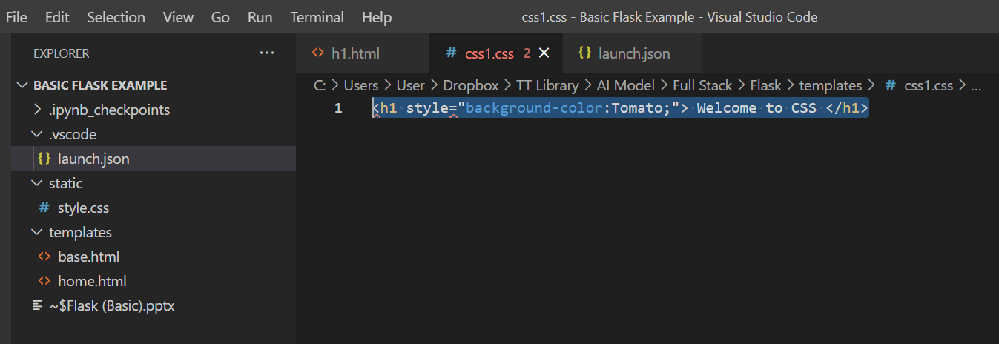 File Edit Selection View Go Run Terminal Help css1.css - Basic Flask Example - Visual Studio Code
EXPLORER ···
BASIC FLASK EXAMPLE
.ipynb_checkpoints
.vscode
{} launch.json
static
# style.css
templates
<> base.html
<> home.html
~$Flask (Basic).pptx
<> h1.html # css1.css 2 {} launch.json
C: > Users > User > Dropbox > TT Library > AI Model > Full Stack > Flask > templates > # css1.css > ...
1 <h1 style="background-color:Tomato;"> Welcome to CSS </h1>